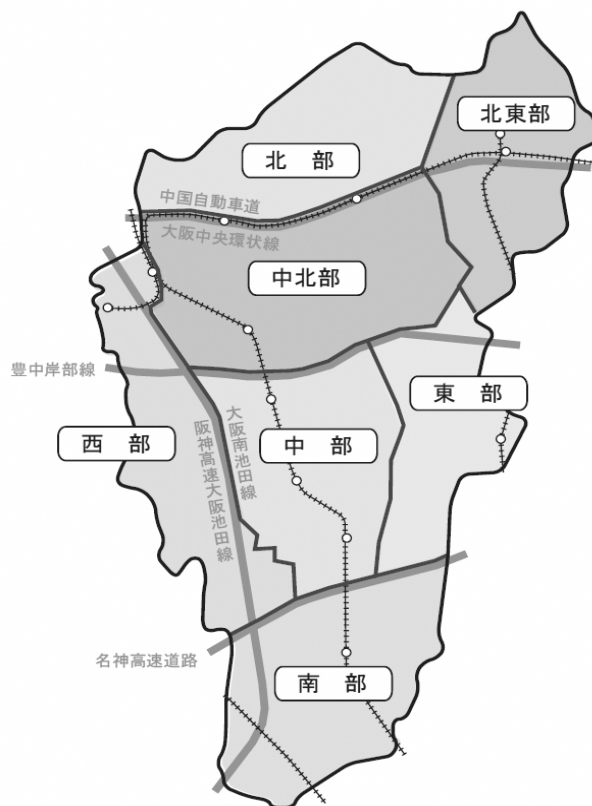 北東部
北 部
中国自動車道
大阪中央環状線
中北部
豊中岸部線
東 部
西 部
中 部
大阪南池田線
阪神高速大阪池田線
名神高速道路
南 部